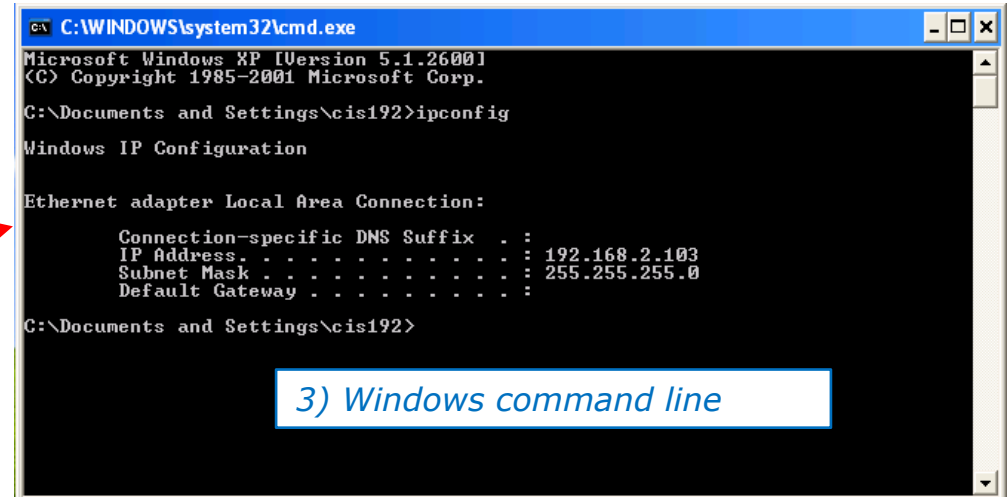 C:\WINDOWS\system32\cmd.exe
Microsoft Windows XP [Version 5.1.2600]
(C) Copyright 1985-2001 Microsoft Corp.
C:\Documents and Settings\cis192>ipconfig
Windows IP Configuration
Ethernet adapter Local Area Connection:
Connection-specific DNS Suffix . :
IP Address. . . . . . . . . . . . : 192.168.2.103
Subnet Mask . . . . . . . . . . . : 255.255.255.0
Default Gateway . . . . . . . . . :
C:\Documents and Settings\cis192>
3) Windows command line